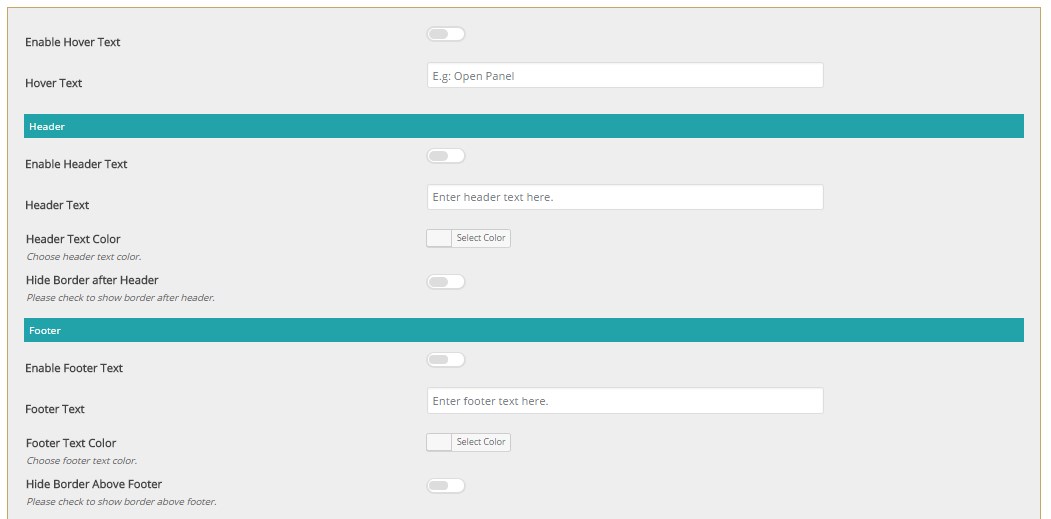 Enable Hover Text
Hover Text
E.g: Open Panel
Header
Enable Header Text
Header Text
Enter header text here.
Header Text Color
Select Color
Choose header text color.
Hide Border after Header
Please check to show border after header.
Footer
Enable Footer Text
Footer Text
Enter footer text here.
Footer Text Color
Select Color
Choose footer text color.
Hide Border Above Footer
Please check to show border above footer.